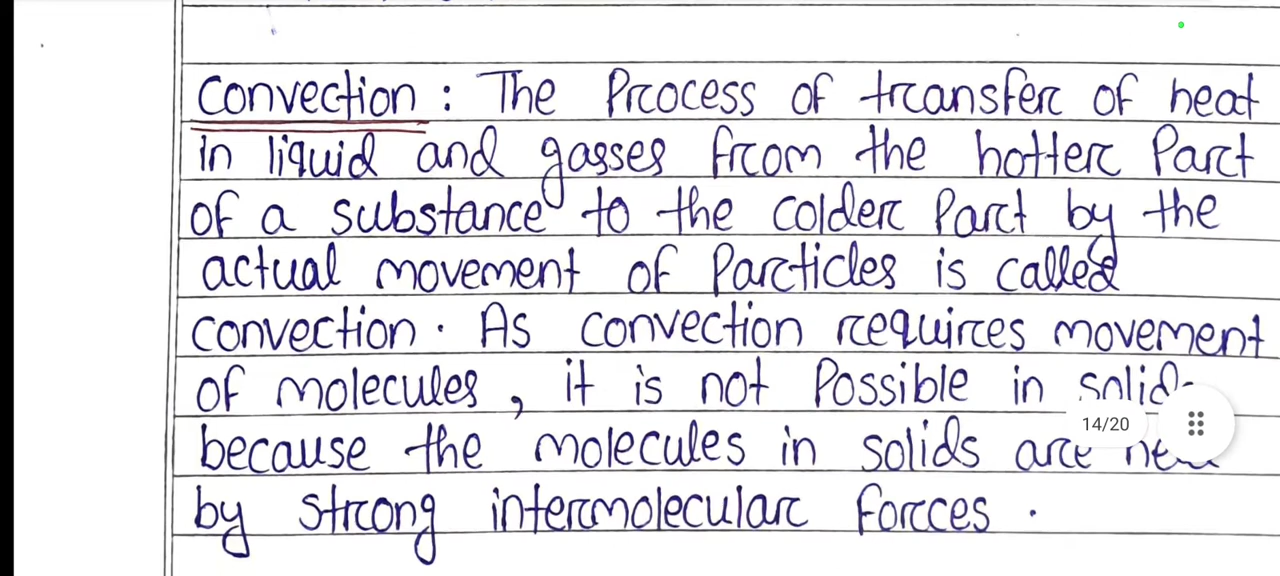 Convection : The Process of transfer of heat
in liquid and gasses from the hotter Part
of a substance to the colder Part by the
actual movement of Particles is called
convection. As convection requires movement
of molecules, it is not Possible in solids
14/20
because the molecules in solids are
by strong intermolecular forces.